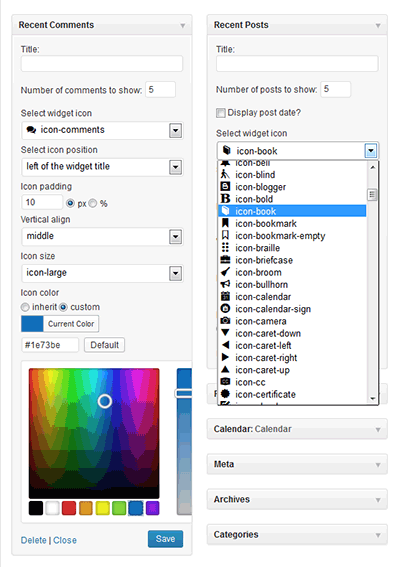 Recent Comments
Title:
Number of comments to show: 5
Select widget icon
icon-comments
Select icon position
left of the widget title
Icon padding
10 px %
Vertical align
middle
Icon size
icon-large
Icon color
inherit custom
Current Color
#1e73be Default
Delete | Close Save
Recent Posts
Title:
Number of posts to show: 5
Display post date?
Select widget icon
icon-book
icon-bell
icon-blind
icon-blogger
icon-bold
icon-book
icon-bookmark
icon-bookmark-empty
icon-braille
icon-briefcase
icon-broom
icon-bullhorn
icon-calendar
icon-calendar-sign
icon-camera
icon-caret-down
icon-caret-left
icon-caret-right
icon-caret-up
icon-cc
icon-certificate
Calendar: Calendar
Meta
Archives
Categories